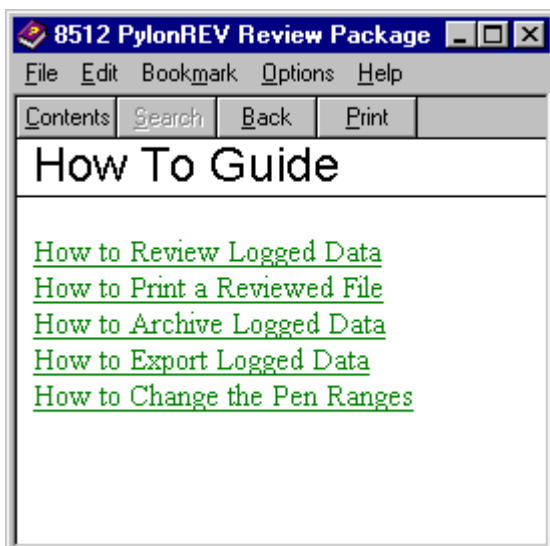 8512 PylonREV Review Package
File Edit Bookmark Options Help
Contents Search Back Print
How To Guide
How to Review Logged Data
How to Print a Reviewed File
How to Archive Logged Data
How to Export Logged Data
How to Change the Pen Ranges